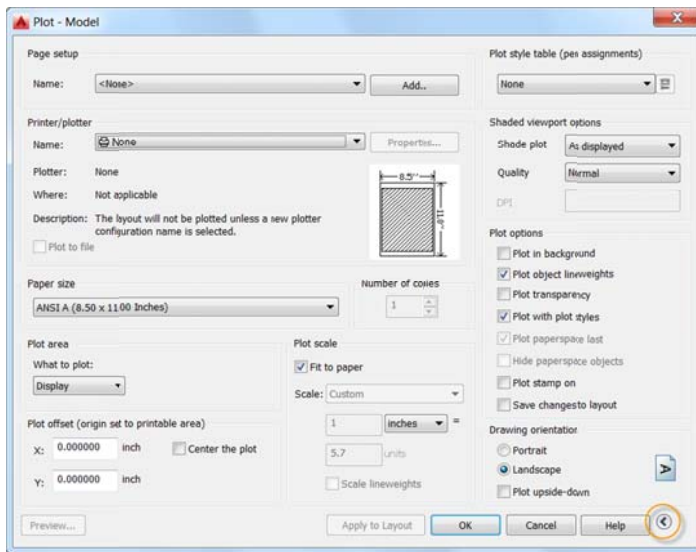 Plot - Model
Page setup
Name: <None>
Add..
Printer/plotter
Name: None
Properties...
Plotter: None
Where: Not applicable
Description: The layout will not be plotted unless a new plotter
configuration name is selected.
Plot to file
8.5"
11.0"
Paper size
ANSI A (8.50 x 1100 Inches)
Number of copies
1
Plot area
What to plot:
Display
Plot scale
Fit to paper
Scale: Custom
1 inches =
5.7 units
Scale lineweights
Plot offset (origin set to printable area)
X: 0.000000 inch Center the plot
Y: 0.000000 inch
Plot style table (pen assignments)
None
Shaded viewport options
Shade plot As displayed
Quality Normal
DPI
Plot options
Plot in background
Plot object lineweights
Plot transparency
Plot with plot styles
Plot paperspace last
Hide paperspace objects
Plot stamp on
Save changes to layout
Drawing orientation
Portrait
Landscape
Plot upside-down
A
Preview...
Apply to Layout
OK
Cancel
Help